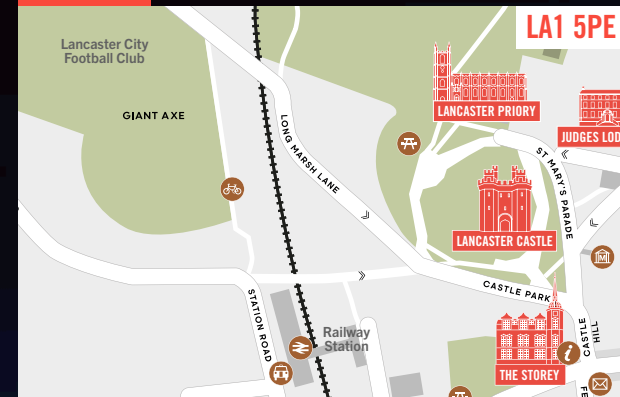 LA1 5PE
Lancaster City
Football Club
GIANT AXE
LONG MARSH LANE
LANCASTER PRIORY
JUDGES LOD
ST MARY'S PARADE
LANCASTER CASTLE
CASTLE PARK
STATION ROAD
Railway
Station
CASTLE
HILL
THE STOREY
i
FE